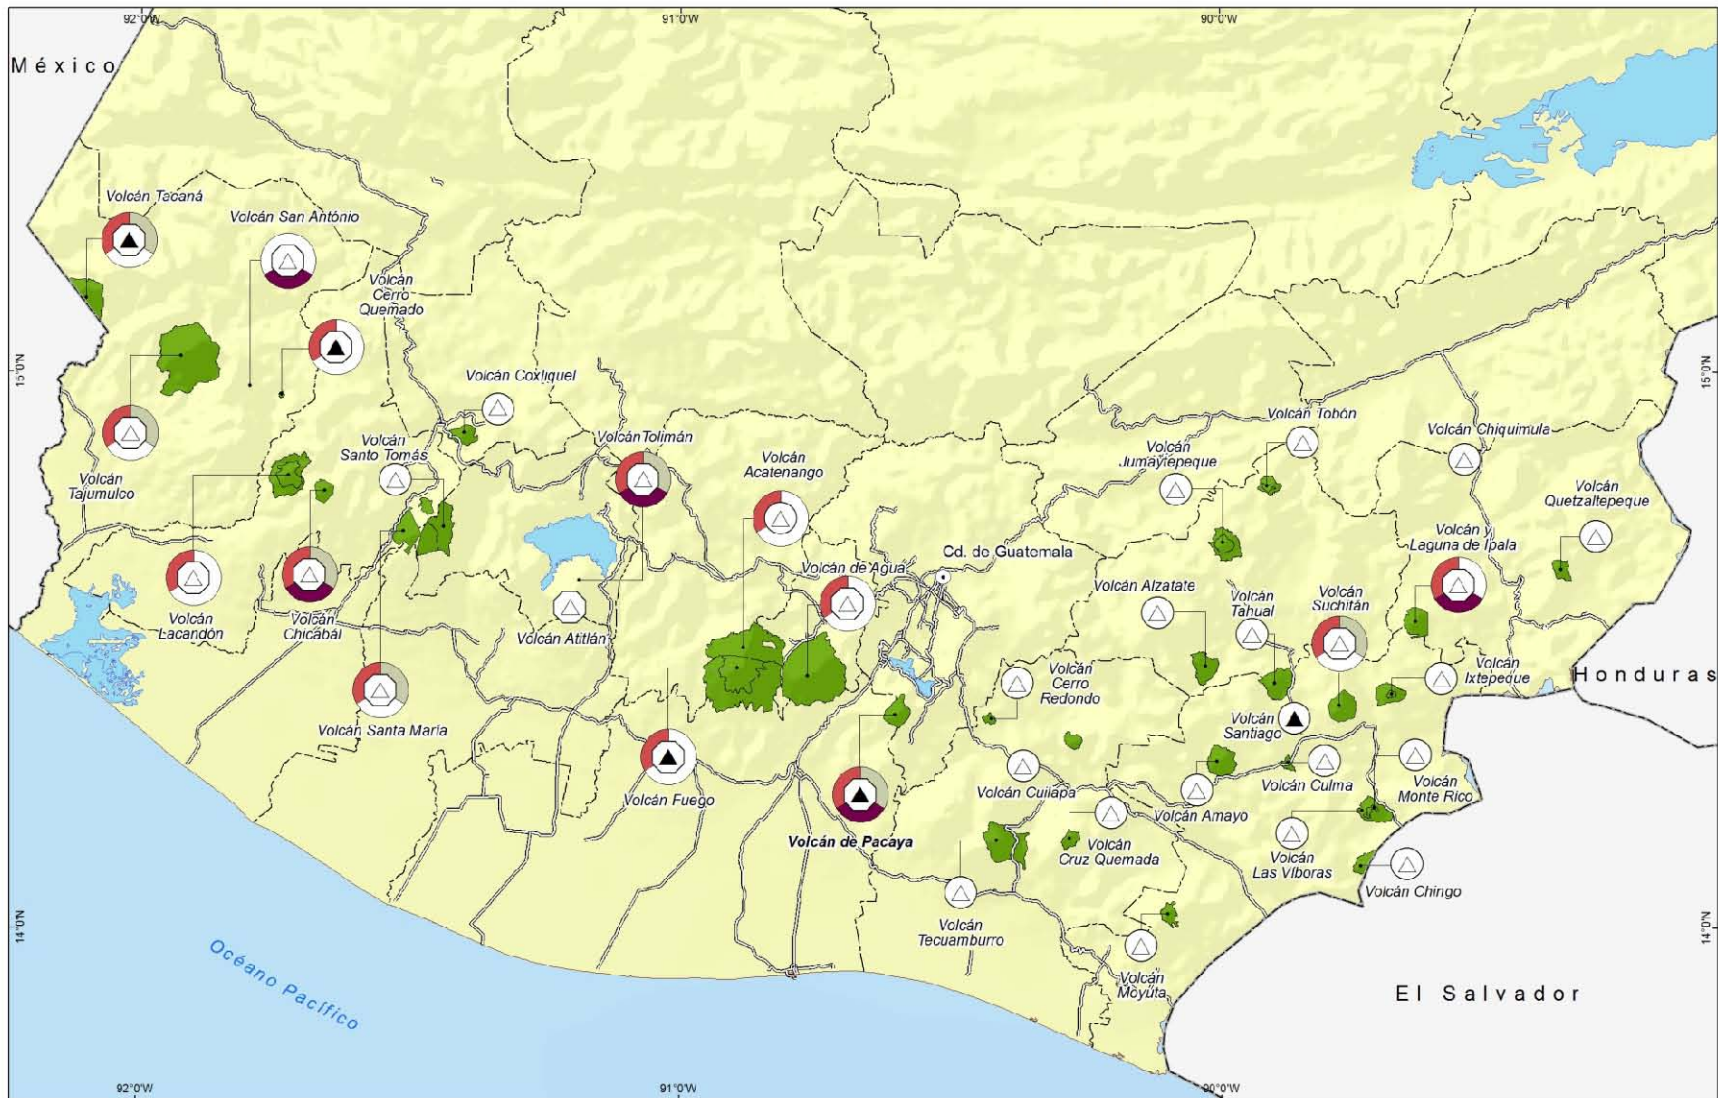 92°0'W
91°0'W
90°0'W
México
Volcán Tacaná
Volcán San António
Volcán
Cerro
Quemado
15°0'N
15°0'N
Volcán Coxliquel
Volcán Tobón
Volcán Chiquimula
Volcán
Santo Tomás
Volcán Tolimán
Volcán
Acatenango
Volcán
Jumaytepeque
Volcán
Quetzaltepeque
Volcán
Tajumulco
Volcán y
Laguna de Ipala
Cd. de Guatemala
Volcán de Agua
Volcán Alzatate
Volcán
Tahual
Volcán
Suchitán
Volcán
Lacandón
Volcán
Chicabal
Volcán Atitlán
Volcán
Cerro
Redondo
Volcán
Ixtepeque
Honduras
Volcán Santa María
Volcán
Santiago
Volcán Fuego
Volcán Cuilapa
Volcán Culma
Volcán
Monte Rico
Volcán Amayo
Volcán de Pacaya
Volcán
Cruz Quemada
Volcán
Las Víboras
Volcán Chingo
14°0'N
14°0'N
Volcán
Tecuamburro
Volcán
Moyuta
Océano Pacífico
El Salvador
92°0'W
91°0'W
90°0'W